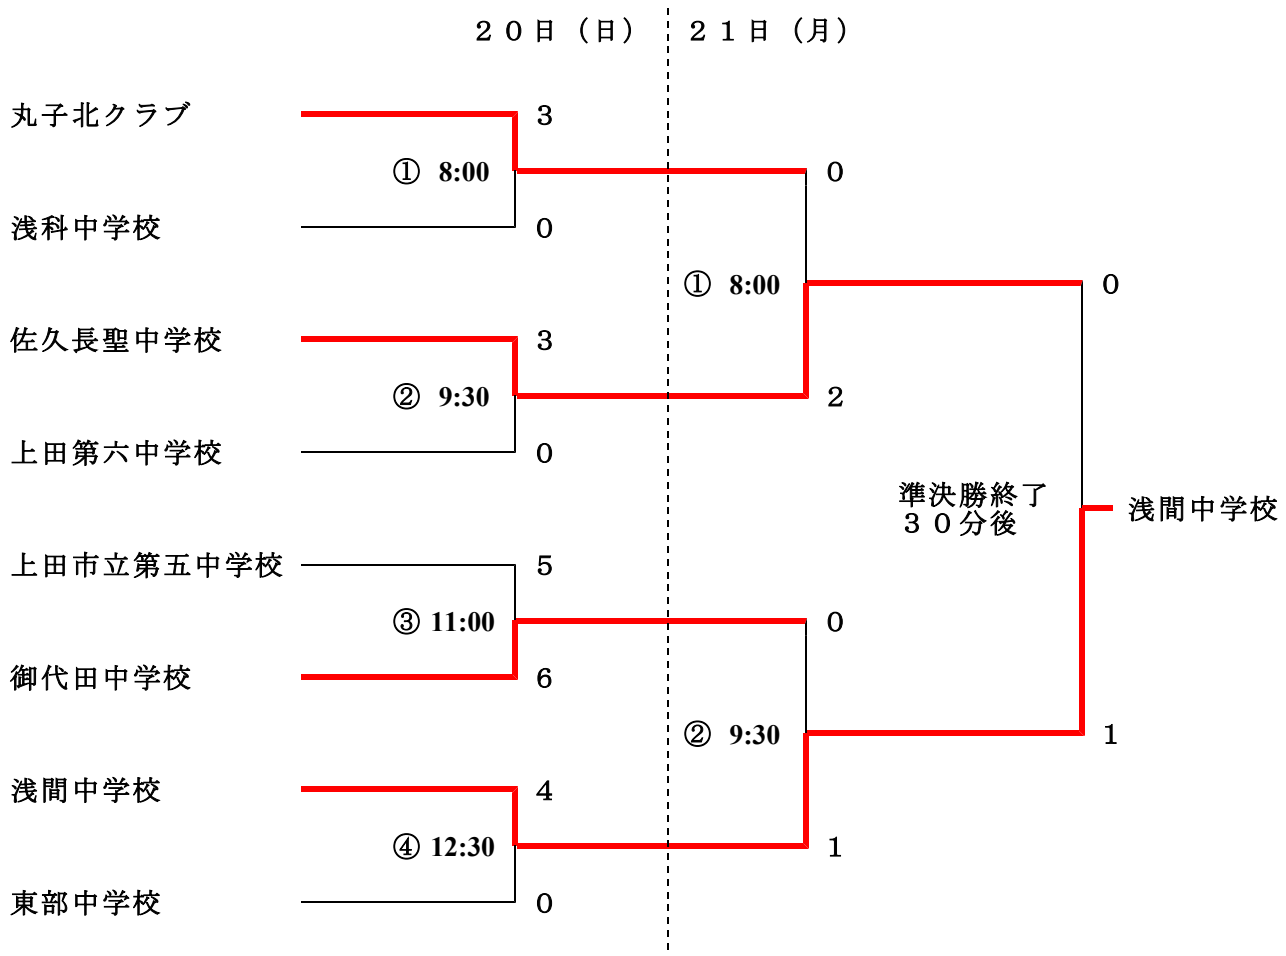 ２０日（日）
２１日（月）
丸子北クラブ
3
① 8:00
0
浅科中学校
0
佐久長聖中学校
3
① 8:00
0
② 9:30
2
上田第六中学校
0
準決勝終了
３０分後
浅間中学校
上田市立第五中学校
5
③ 11:00
0
御代田中学校
6
② 9:30
1
浅間中学校
4
④ 12:30
1
東部中学校
0